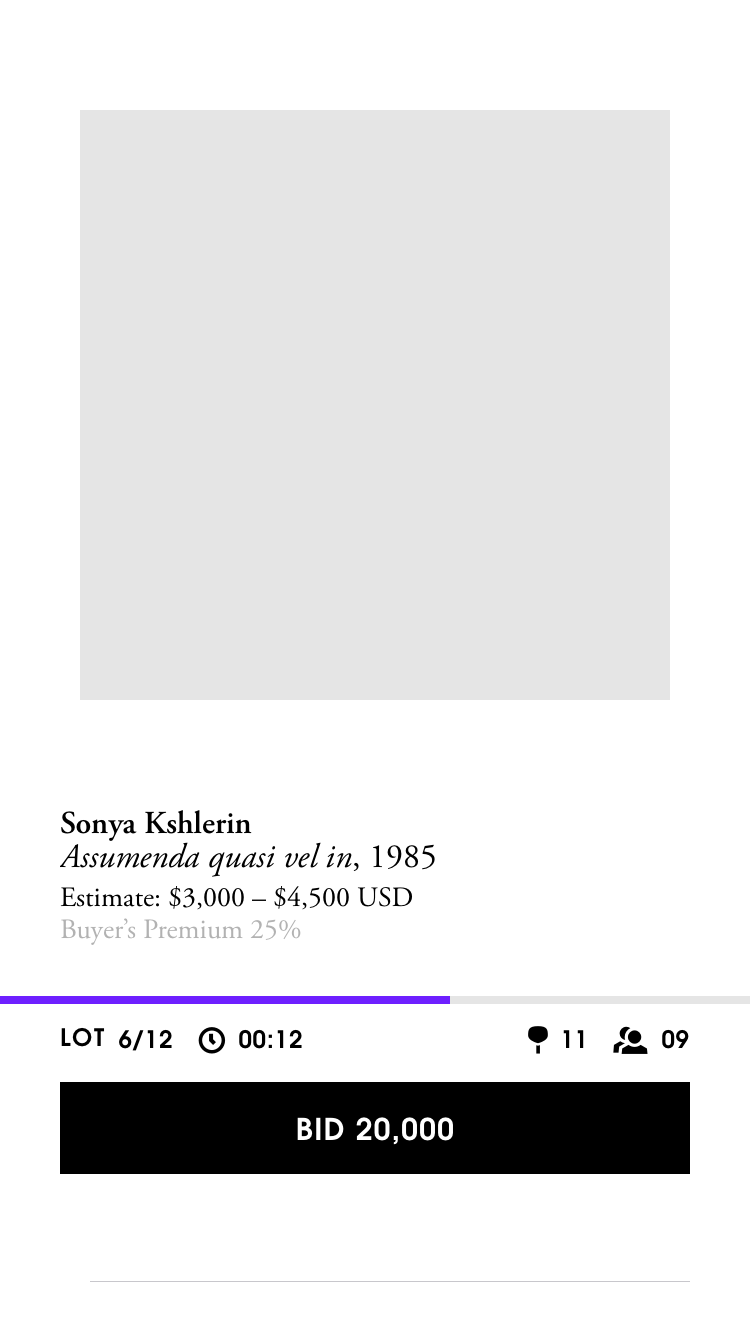 Sonya Kshlerin
Assumenda quasi vel in, 1985
Estimate: $3,000 – $4,500 USD
Buyer’s Premium 25%
LOT 6/12 00:12 11 09
BID 20,000